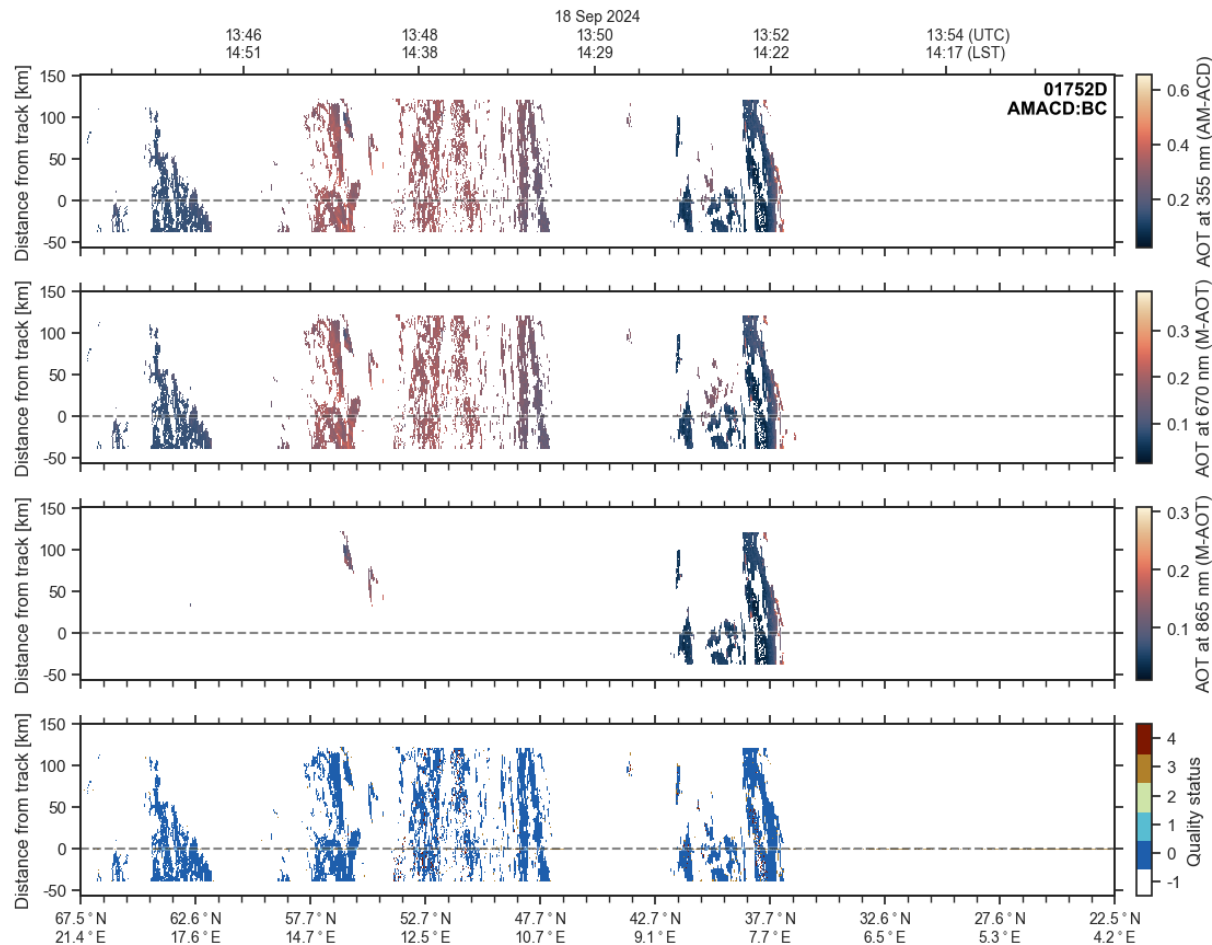 18 Sep 2024
13:46 13:48 13:50 13:52 13:54 (UTC)
14:51 14:38 14:29 14:22 14:17 (LST)
150
100
50
0
-50
Distance from track [km]
01752D
AMACD:BC
0.6
0.4
0.2
AOT at 355 nm (AM-ACD)
150
100
50
0
-50
Distance from track [km]
0.3
0.2
0.1
AOT at 670 nm (M-AOT)
150
100
50
0
-50
Distance from track [km]
0.3
0.2
0.1
AOT at 865 nm (M-AOT)
150
100
50
0
-50
Distance from track [km]
4
3
2
1
0
-1
Quality status
67.5°N 62.6°N 57.7°N 52.7°N 47.7°N 42.7°N 37.7°N 32.6°N 27.6°N 22.5°N
21.4°E 17.6°E 14.7°E 12.5°E 10.7°E 9.1°E 7.7°E 6.5°E 5.3°E 4.2°E